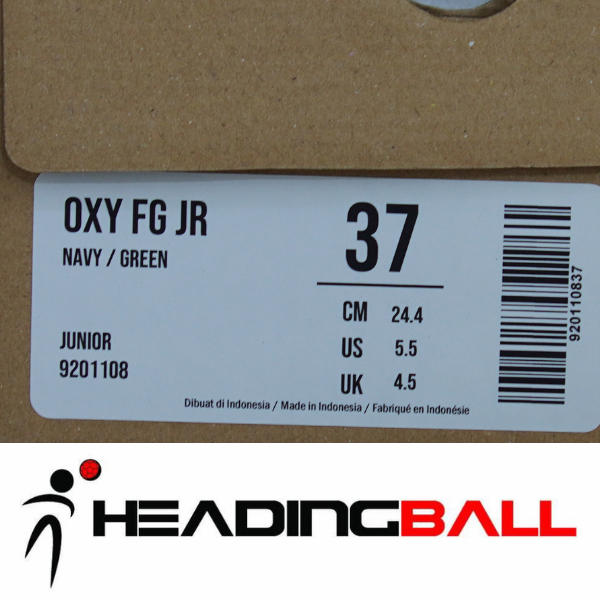 OXY FG JR
NAVY / GREEN
JUNIOR
9201108
37
CM 24.4
US 5.5
UK 4.5
920110837
Dibuat di Indonesia / Made in Indonesia / Fabriqué en Indonésie
HEADINGBALL